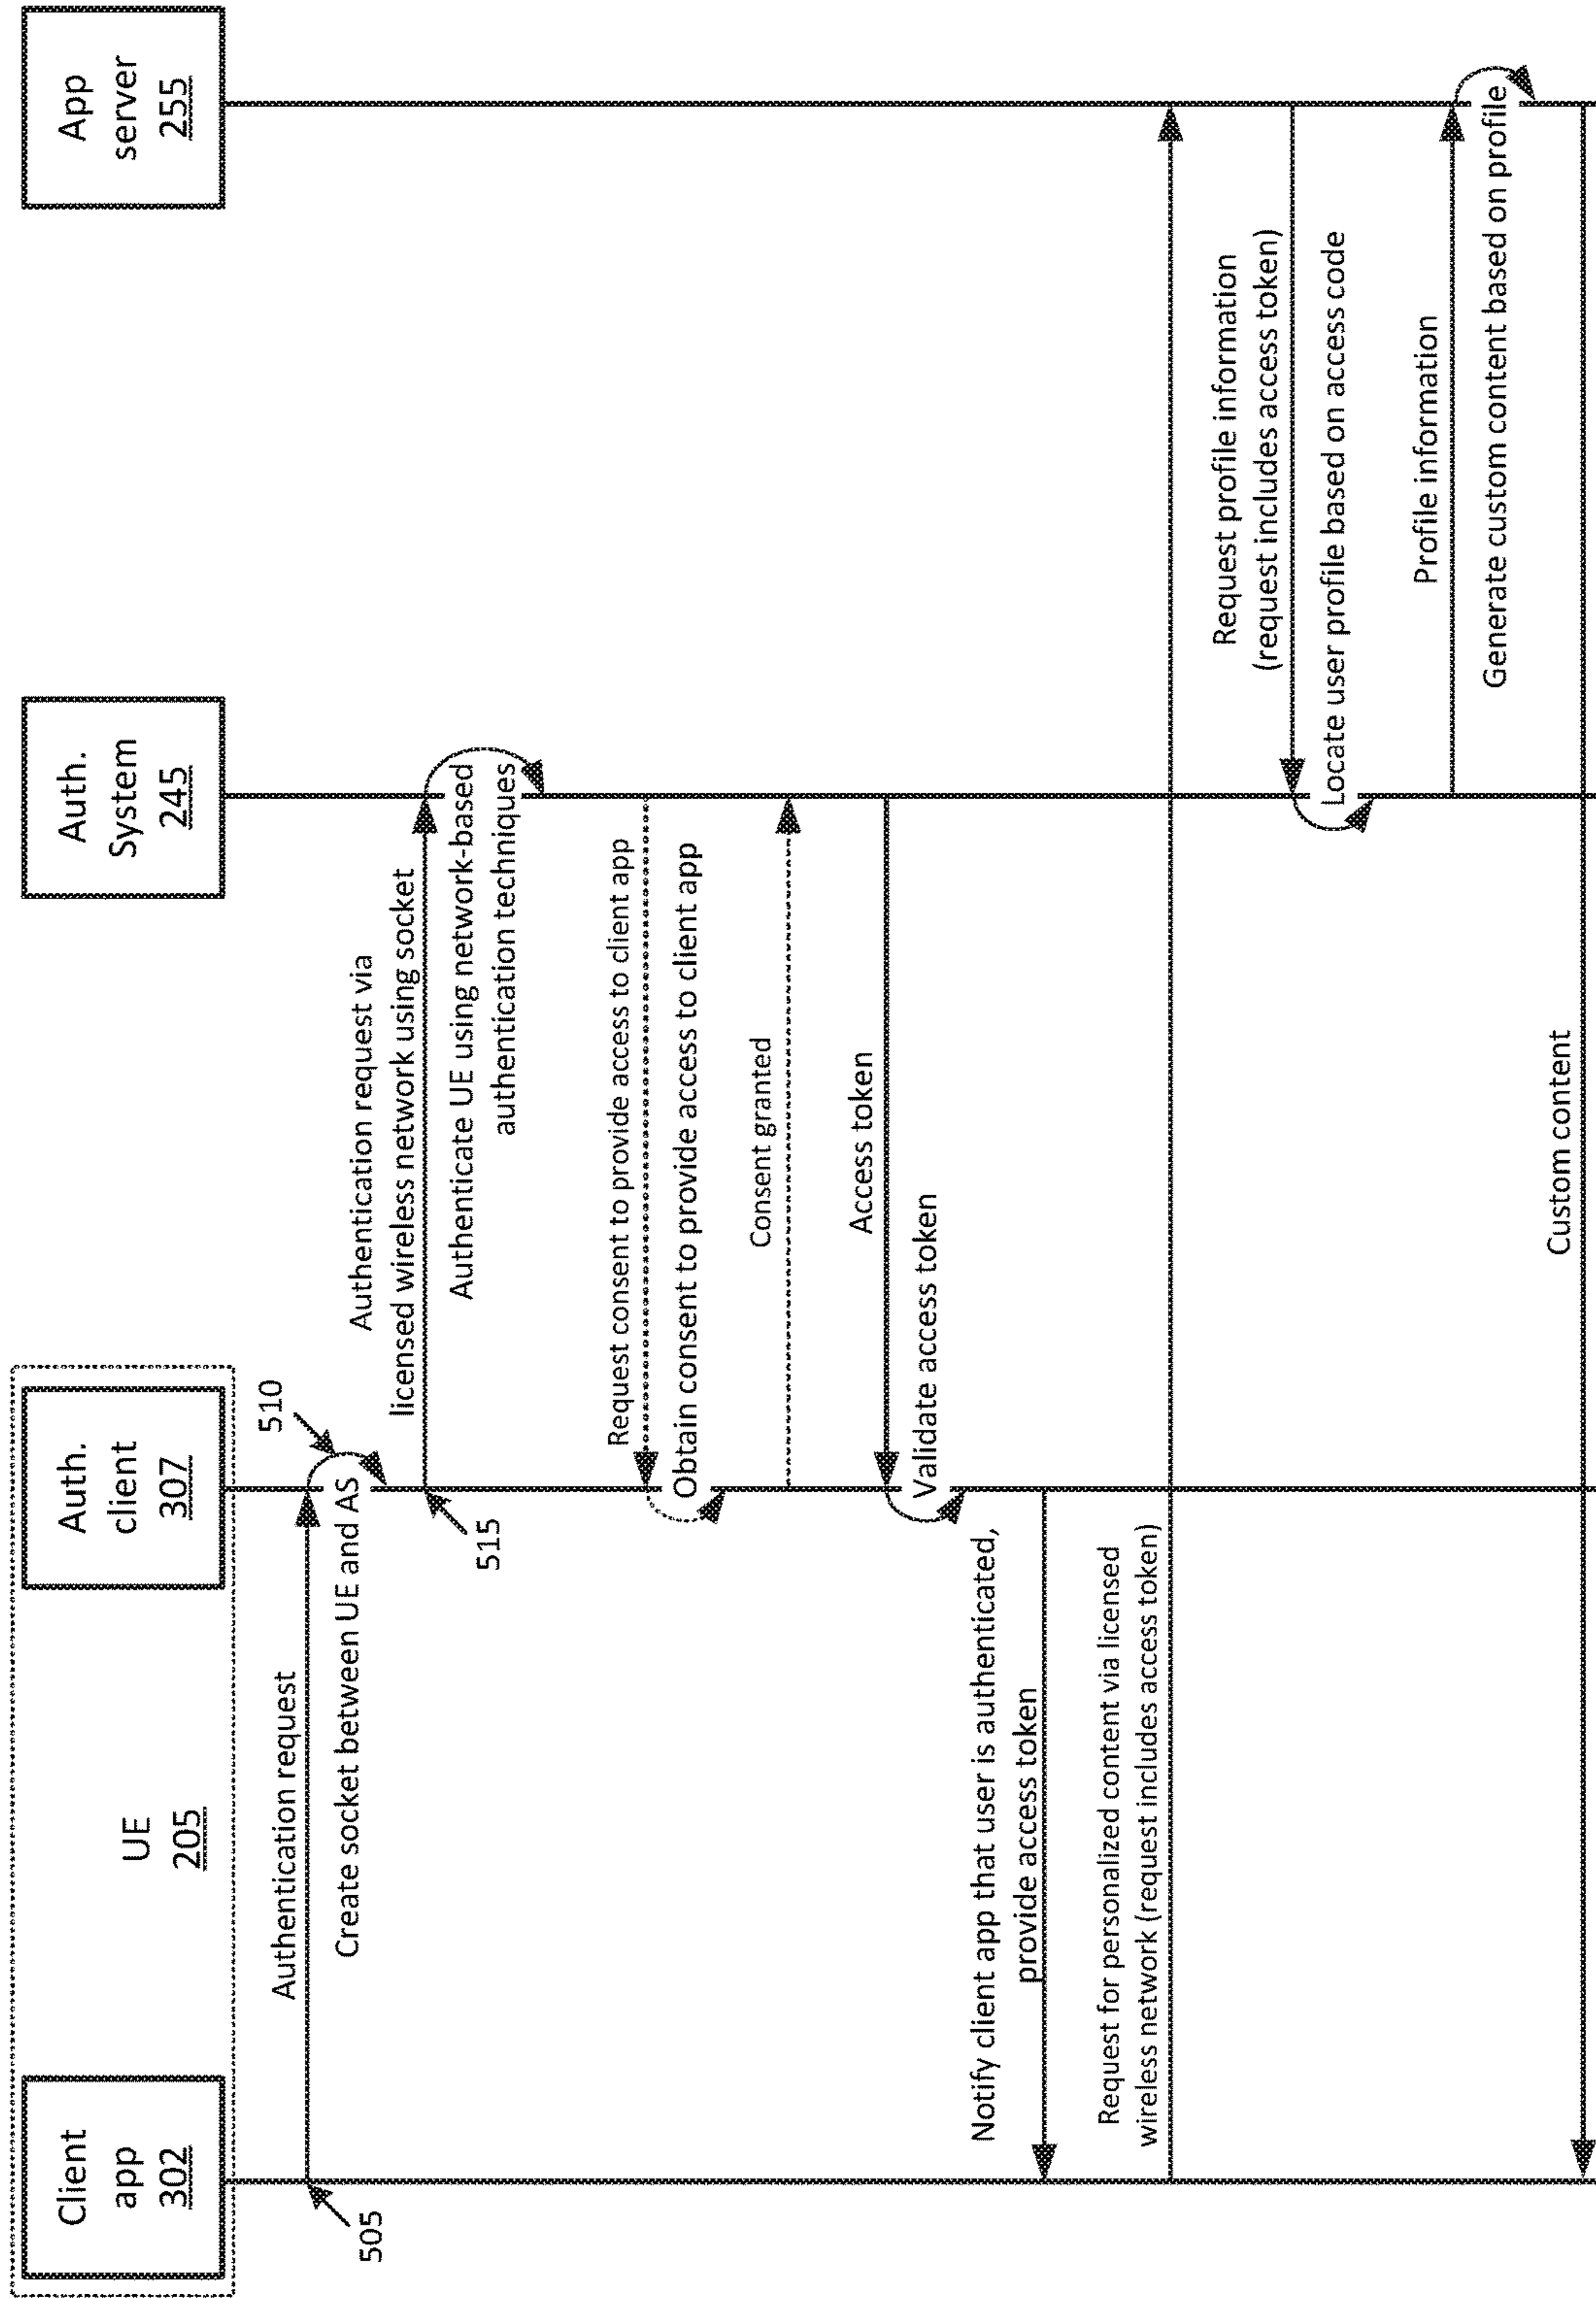 Client
app
302
UE
205
Auth.
client
307
Auth.
System
245
App
server
255
505
Authentication request
510
Create socket between UE and AS
515
Authentication request via
licensed wireless network using socket
Authenticate UE using network-based
authentication techniques
Request consent to provide access to client app
Obtain consent to provide access to client app
Consent granted
Access token
Validate access token
Notify client app that user is authenticated,
provide access token
Request for personalized content via licensed
wireless network (request includes access token)
Request profile information
(request includes access token)
Locate user profile based on access code
Profile information
Generate custom content based on profile
Custom content